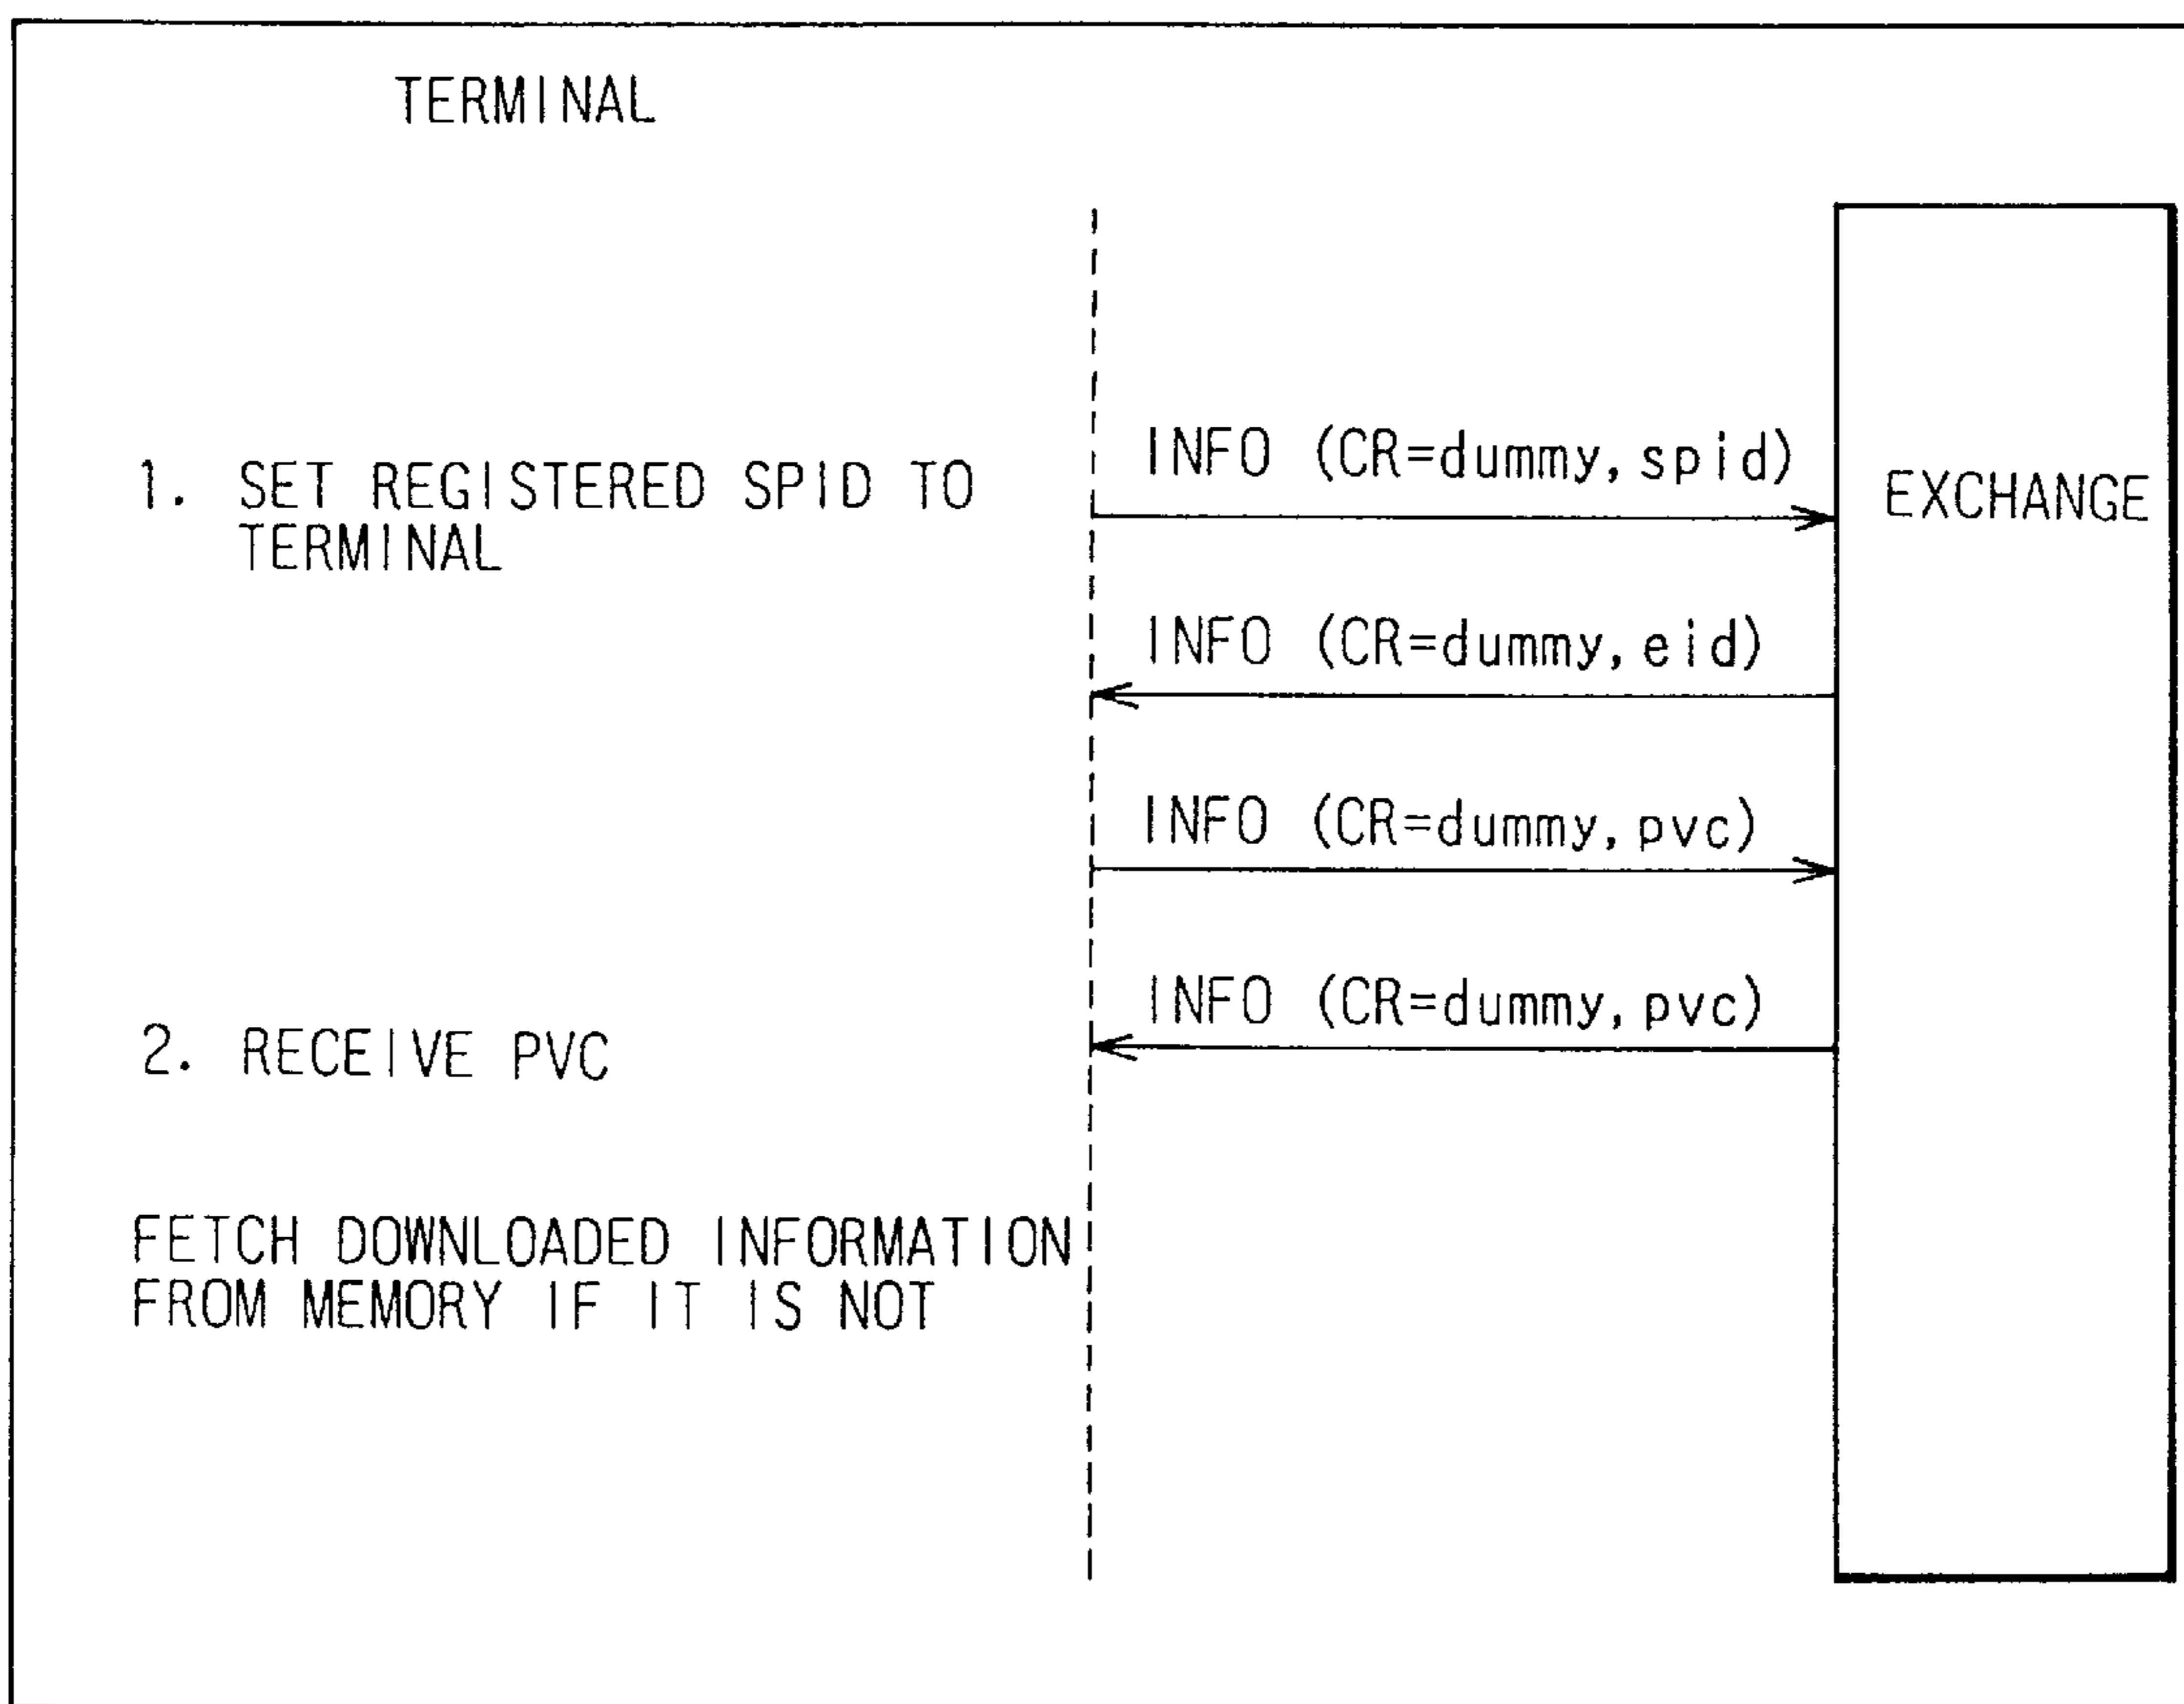 TERMINAL
INFO (CR=dummy, spid)
1. SET REGISTERED SPID TO
TERMINAL
EXCHANGE
INFO (CR=dummy, eid)
INFO (CR=dummy, pvc)
INFO (CR=dummy, pvc)
2. RECEIVE PVC
FETCH DOWNLOADED INFORMATION
FROM MEMORY IF IT IS NOT